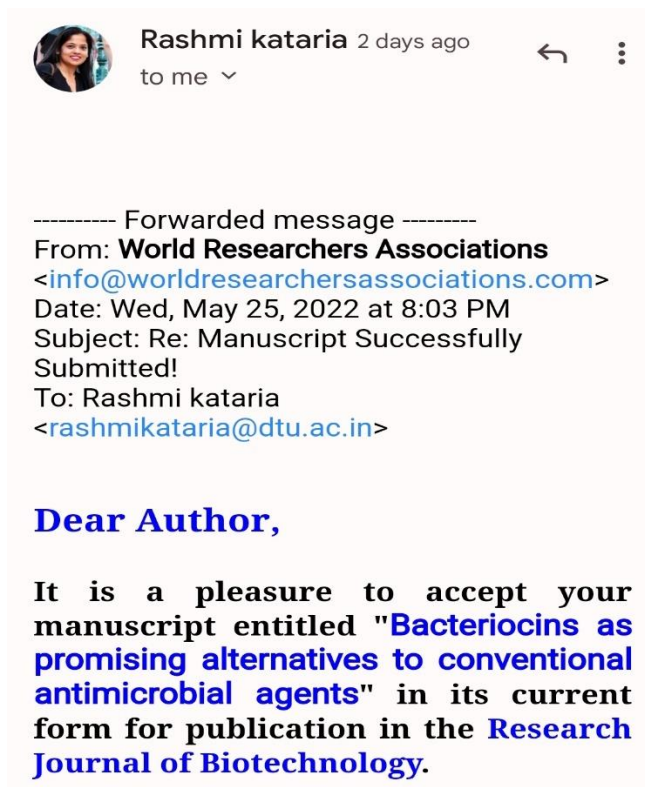 Rashmi kataria 2 days ago
to me
---------- Forwarded message ---------
From: World Researchers Associations
<info@worldresearchersassociations.com>
Date: Wed, May 25, 2022 at 8:03 PM
Subject: Re: Manuscript Successfully
Submitted!
To: Rashmi kataria
<rashmikataria@dtu.ac.in>
Dear Author,
It is a pleasure to accept your
manuscript entitled "Bacteriocins as
promising alternatives to conventional
antimicrobial agents" in its current
form for publication in the Research
Journal of Biotechnology.